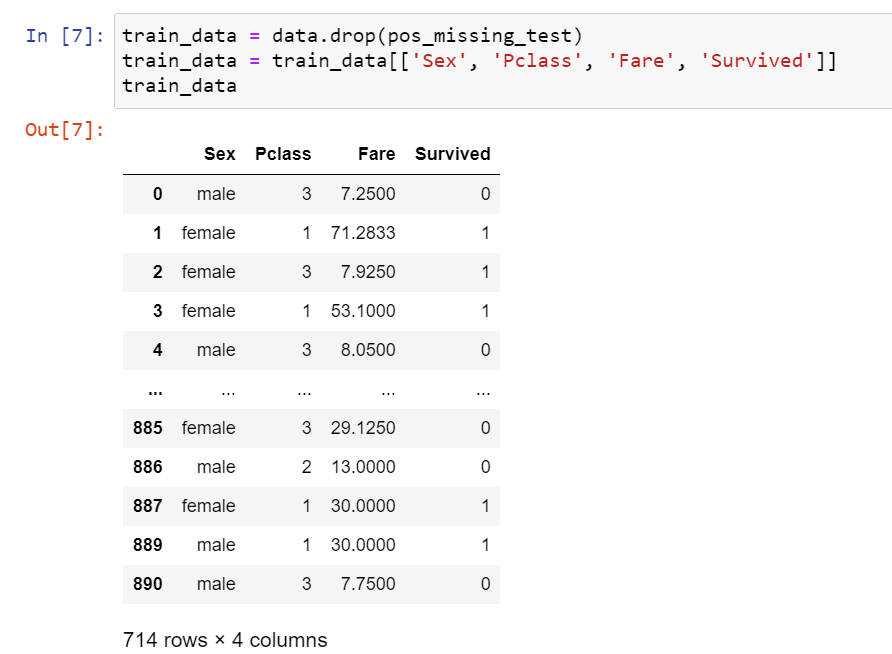 In [7]: train_data = data.drop(pos_missing_test)
train_data = train_data[['Sex', 'Pclass', 'Fare', 'Survived']]
train_data
Out[7]:
Sex Pclass Fare Survived
0 male 3 7.2500 0
1 female 1 71.2833 1
2 female 3 7.9250 1
3 female 1 53.1000 1
4 male 3 8.0500 0
... ... ... ... ...
885 female 3 29.1250 0
886 male 2 13.0000 0
887 female 1 30.0000 1
889 male 1 30.0000 1
890 male 3 7.7500 0
714 rows × 4 columns